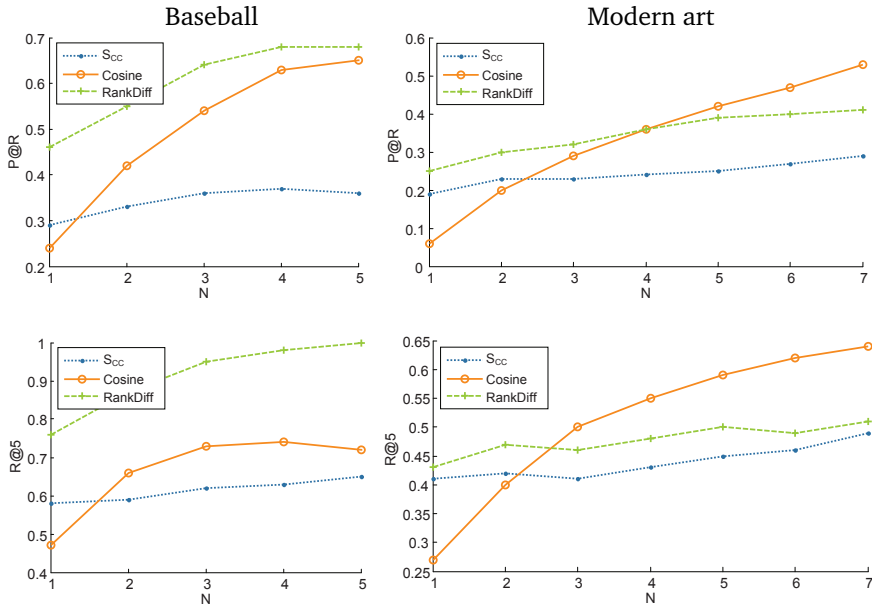 Baseball
Modern art
0.7
0.6
0.5
0.4
0.3
0.2
P@R
S_CC
Cosine
RankDiff
1 2 3 4 5
N
0.6
0.5
0.4
0.3
0.2
0.1
0
P@R
S_CC
Cosine
RankDiff
1 2 3 4 5 6 7
N
1
0.9
0.8
0.7
0.6
0.5
0.4
R@5
S_CC
Cosine
RankDiff
1 2 3 4 5
N
0.65
0.6
0.55
0.5
0.45
0.4
0.35
0.3
0.25
R@5
S_CC
Cosine
RankDiff
1 2 3 4 5 6 7
N